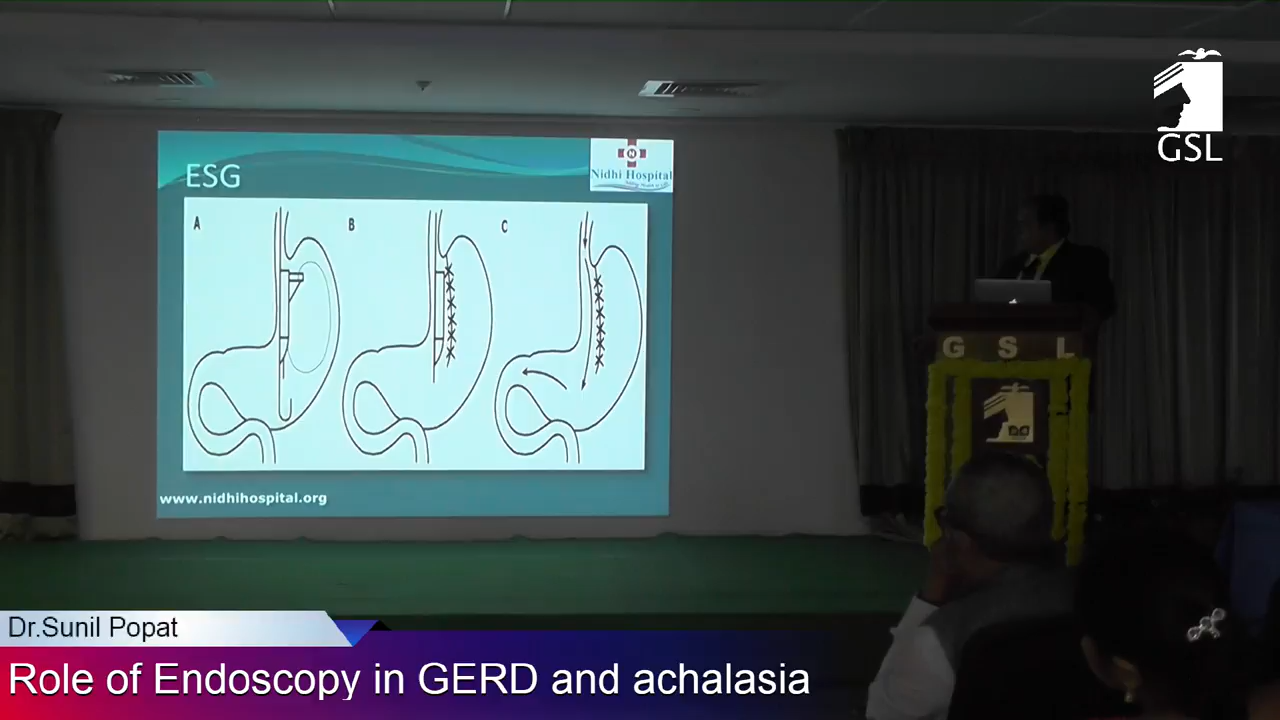 GSL
ESG
N
Nidhi Hospital
A
B
C
www.nidhihospital.org
G S L
Dr.Sunil Popat
Role of Endoscopy in GERD and achalasia